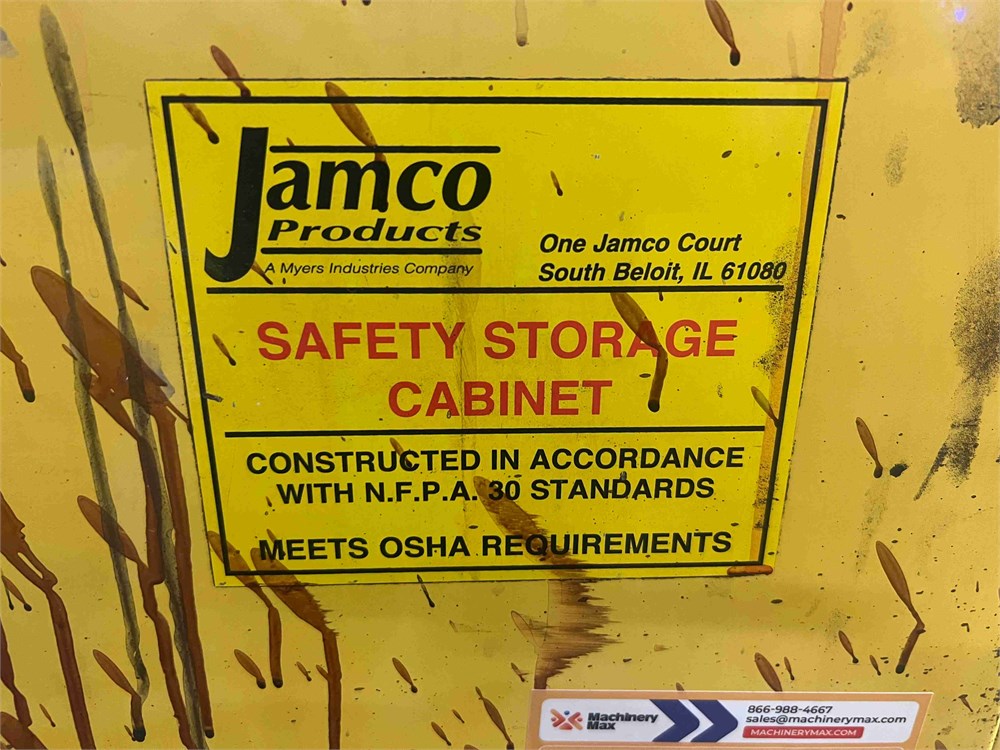 Jamco
Products
A Myers Industries Company
One Jamco Court
South Beloit, IL 61080
SAFETY STORAGE
CABINET
CONSTRUCTED IN ACCORDANCE
WITH N.F.P.A. 30 STANDARDS
MEETS OSHA REQUIREMENTS
Machinery
Max
866-988-4667
sales@machinerymax.com
MACHINERYMAX.COM